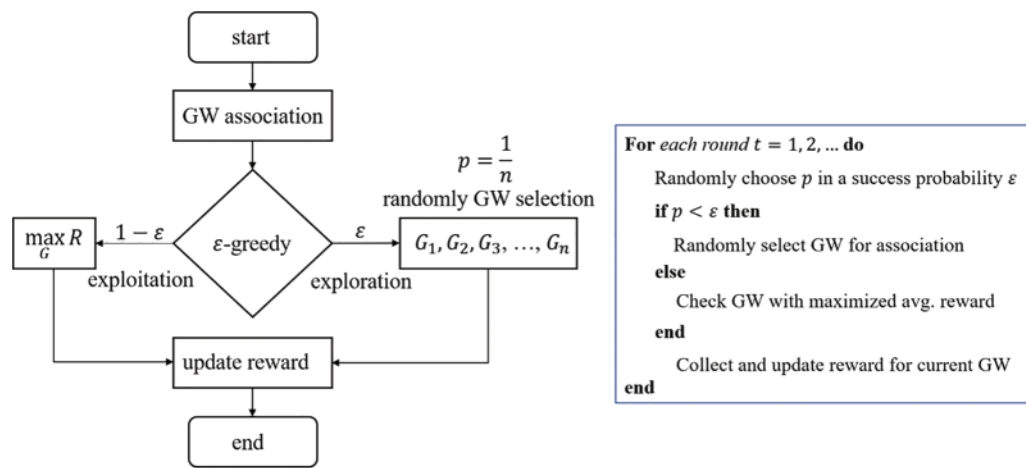 start
GW association
p = 1/n
randomly GW selection
max R
G
1 − ε
ε-greedy
ε
G₁, G₂, G₃, …, Gₙ
exploitation
exploration
update reward
end
For each round t = 1, 2, … do
Randomly choose p in a success probability ε
if p < ε then
Randomly select GW for association
else
Check GW with maximized avg. reward
end
Collect and update reward for current GW
end